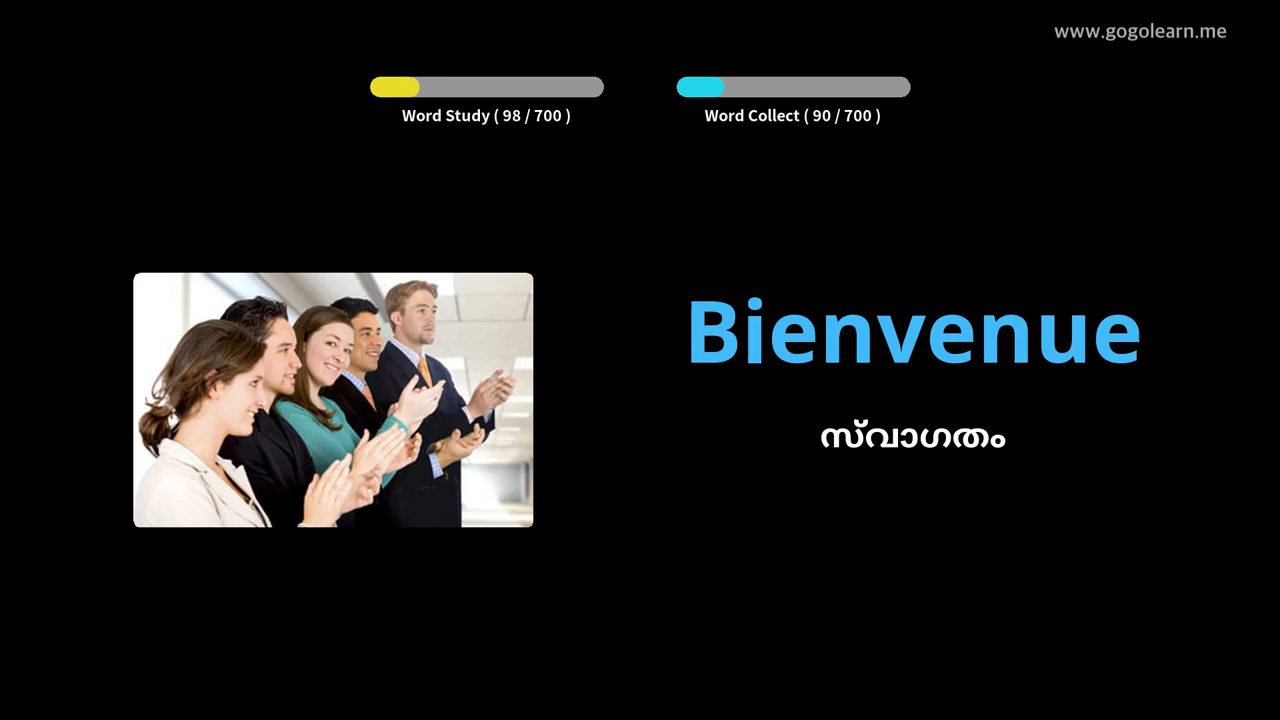 www.gogolearn.me
Word Study ( 98 / 700 )
Word Collect ( 90 / 700 )
Bienvenue
സ്വാഗതം